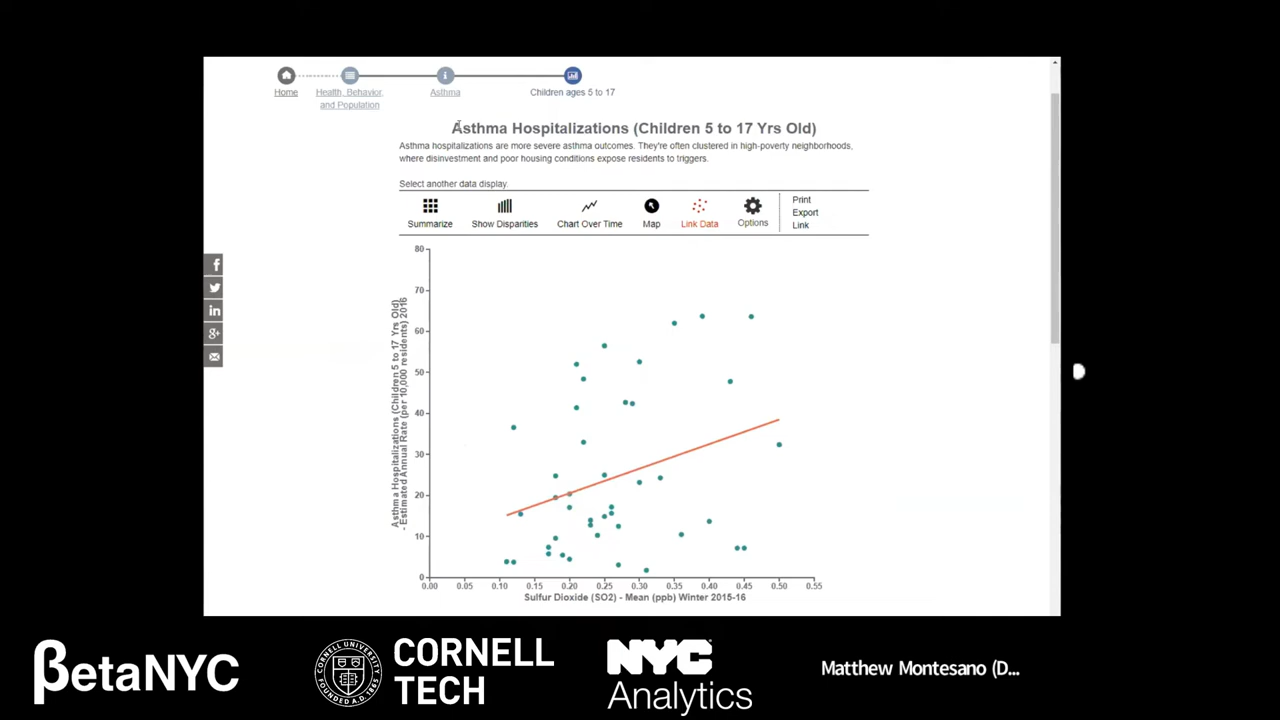 Home
Health, Behavior,
and Population
Asthma
Children ages 5 to 17
Asthma Hospitalizations (Children 5 to 17 Yrs Old)
Asthma hospitalizations are more severe asthma outcomes. They're often clustered in high-poverty neighborhoods,
where disinvestment and poor housing conditions expose residents to triggers.
Select another data display.
Summarize
Show Disparities
Chart Over Time
Map
Link Data
Options
Print
Export
Link
Asthma Hospitalizations (Children 5 to 17 Yrs Old)
- Estimated Annual Rate (per 10,000 residents) 2016
80
70
60
50
40
30
20
10
0
0.00 0.05 0.10 0.15 0.20 0.25 0.30 0.35 0.40 0.45 0.50 0.55
Sulfur Dioxide (SO2) - Mean (ppb) Winter 2015-16
f
in
g+
βetaNYC
CORNELL UNIVERSITY
FOUNDED A.D. 1865
CORNELL
TECH
NYC
Analytics
Matthew Montesano (D...